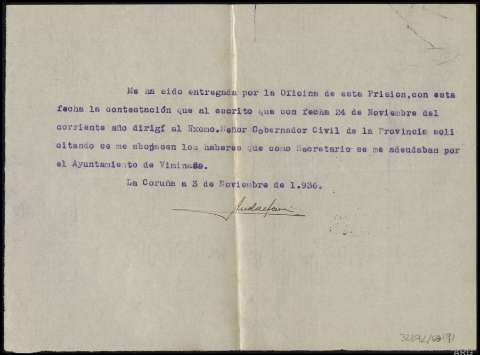 Me ha sido entregada por la Oficina de esta Prision,con esta
fecha la contestación que al escrito que con fecha 24 de Noviembre del
corriente año dirigí al Exomo.Señor Gobernador Civil de la Provincia soli
citando se me abonasen los haberes que como Secretario se me adeudaban por
el Ayuntamiento de Vimianso.
La Coruña a 3 de Noviembre de 1.936.
ARG